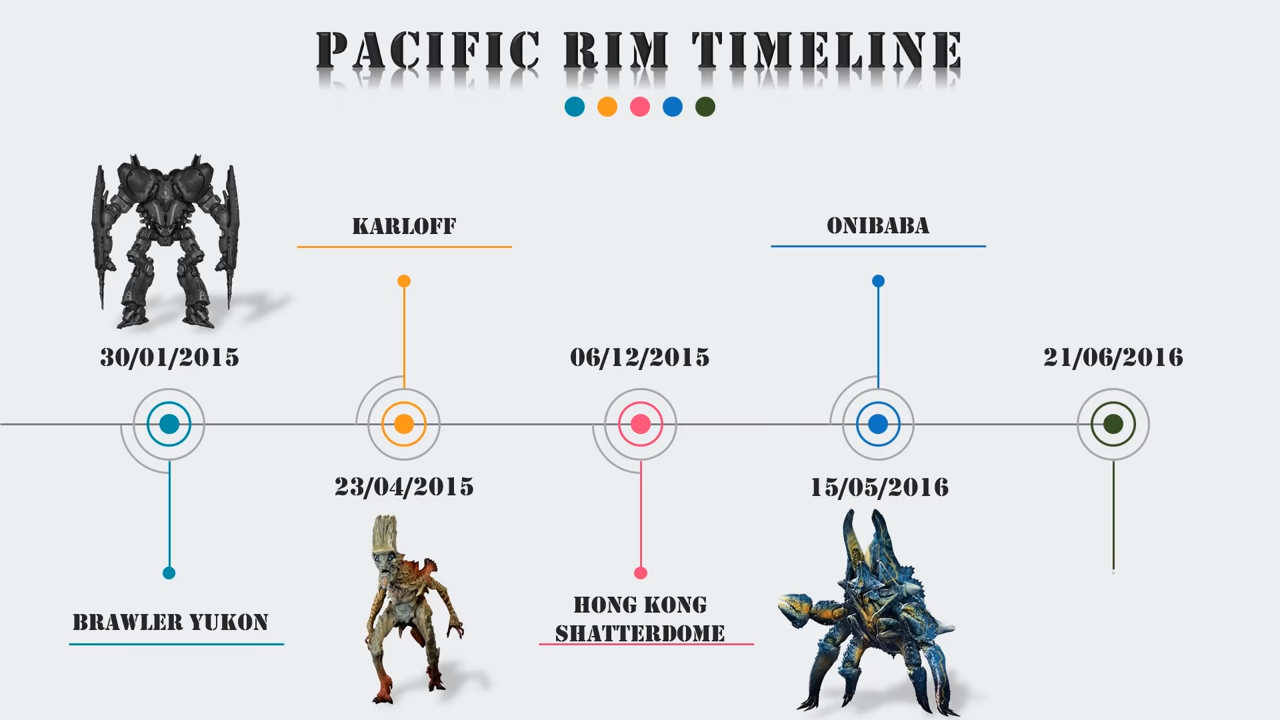 PACIFIC RIM TIMELINE
30/01/2015
BRAWLER YUKON
KARLOFF
23/04/2015
06/12/2015
HONG KONG
SHATTERDOME
ONIBABA
15/05/2016
21/06/2016